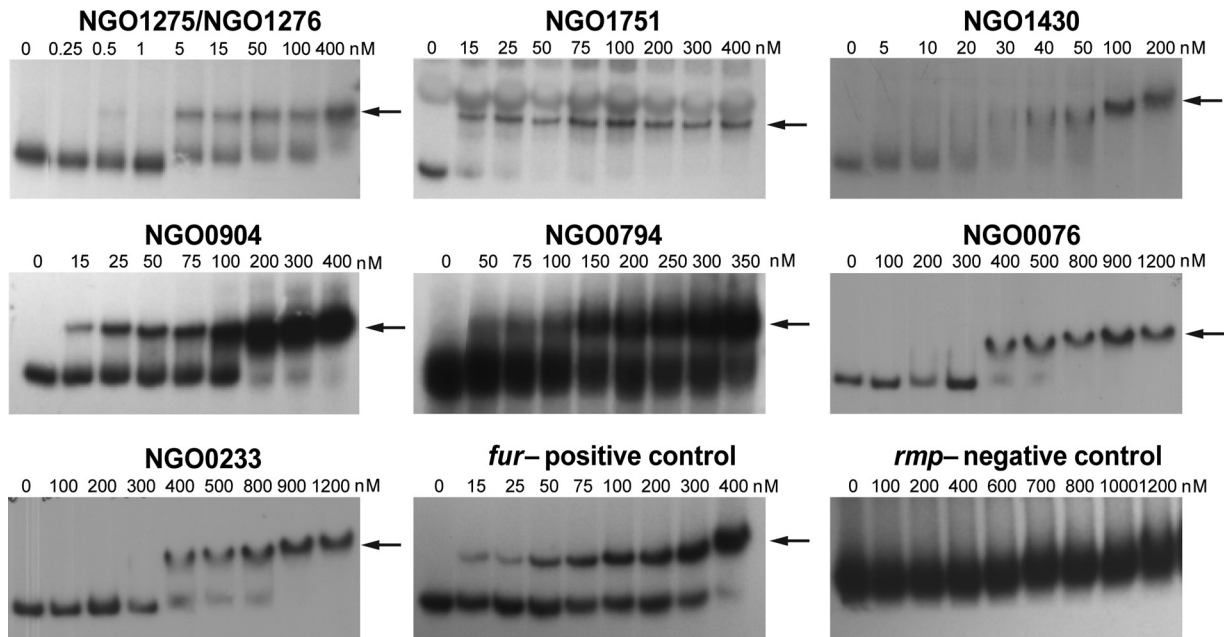 NGO1275/NGO1276
0 0.25 0.5 1 5 15 50 100 400 nM
NGO1751
0 15 25 50 75 100 200 300 400 nM
NGO1430
0 5 10 20 30 40 50 100 200 nM
NGO0904
0 15 25 50 75 100 200 300 400 nM
NGO0794
0 50 75 100 150 200 250 300 350 nM
NGO0076
0 100 200 300 400 500 800 900 1200 nM
NGO0233
0 100 200 300 400 500 800 900 1200 nM
fur– positive control
0 15 25 50 75 100 200 300 400 nM
rmp– negative control
0 100 200 400 600 700 800 1000 1200 nM